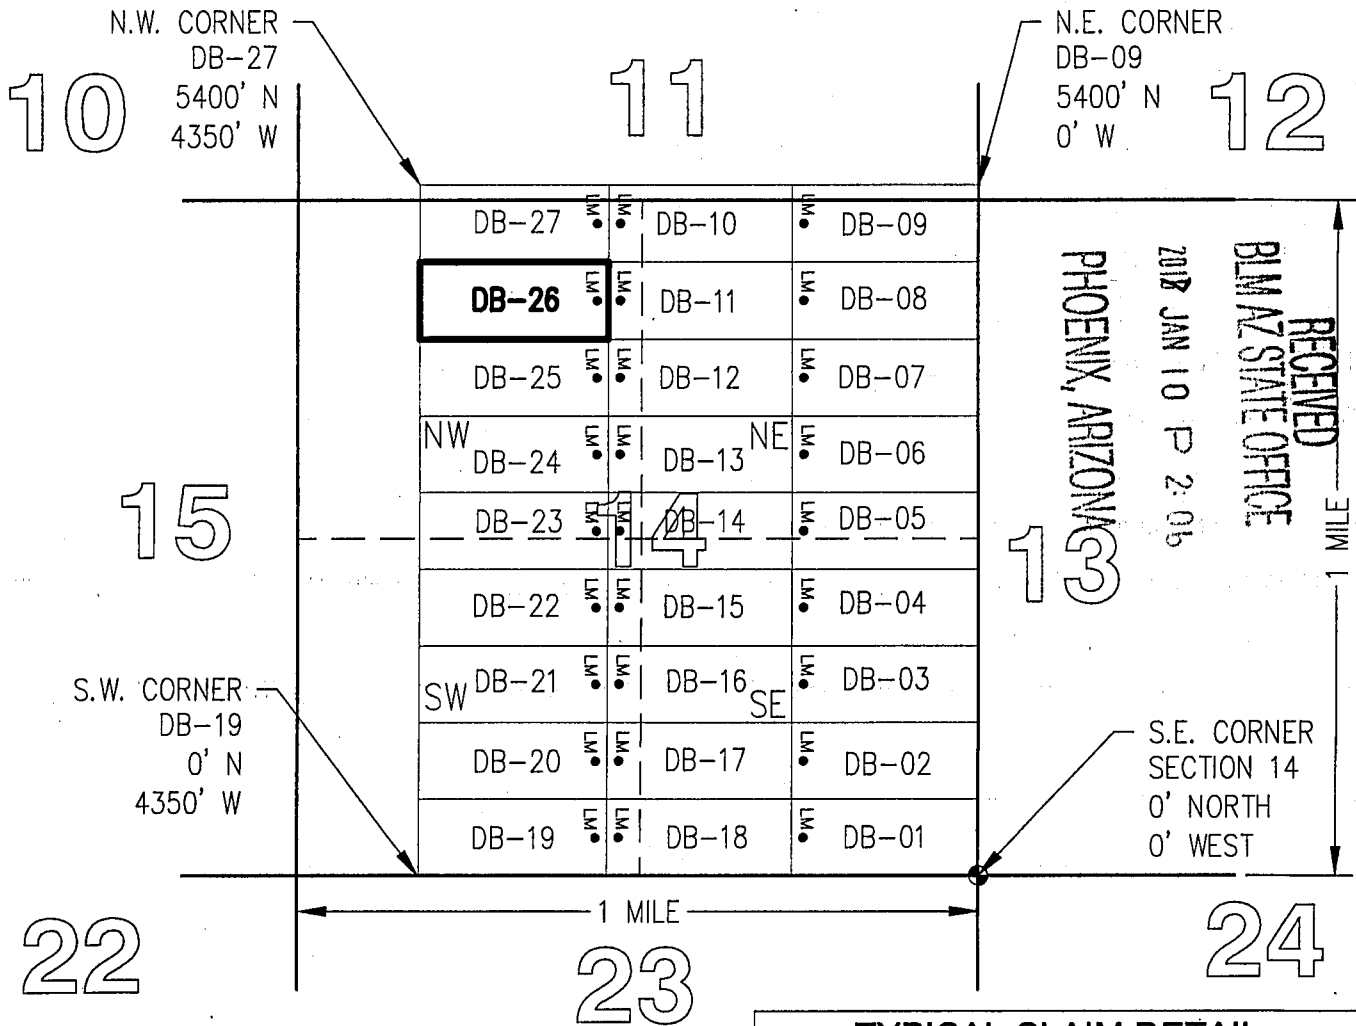 N.W. CORNER
DB-27
5400' N
4350' W
N.E. CORNER
DB-09
5400' N
0' W
10
11
12
LM
LM
LM
DB-27
DB-10
DB-09
LM
LM
LM
DB-26
DB-11
DB-08
LM
LM
LM
DB-25
DB-12
DB-07
NW
NE
LM
LM
LM
DB-24
DB-13
DB-06
LM
LM
LM
DB-23
DB-14
DB-05
15
14
13
LM
LM
LM
DB-22
DB-15
DB-04
LM
LM
LM
DB-21
DB-16
DB-03
SW
SE
LM
LM
LM
DB-20
DB-17
DB-02
LM
LM
LM
DB-19
DB-18
DB-01
RECEIVED
BLM AZ STATE OFFICE
JAN 10 P 2:06
PHOENIX, ARIZONA
1 MILE
S.W. CORNER
DB-19
0' N
4350' W
S.E. CORNER
SECTION 14
0' NORTH
0' WEST
1 MILE
22
23
24
TYPICAL CLAIM DETAIL